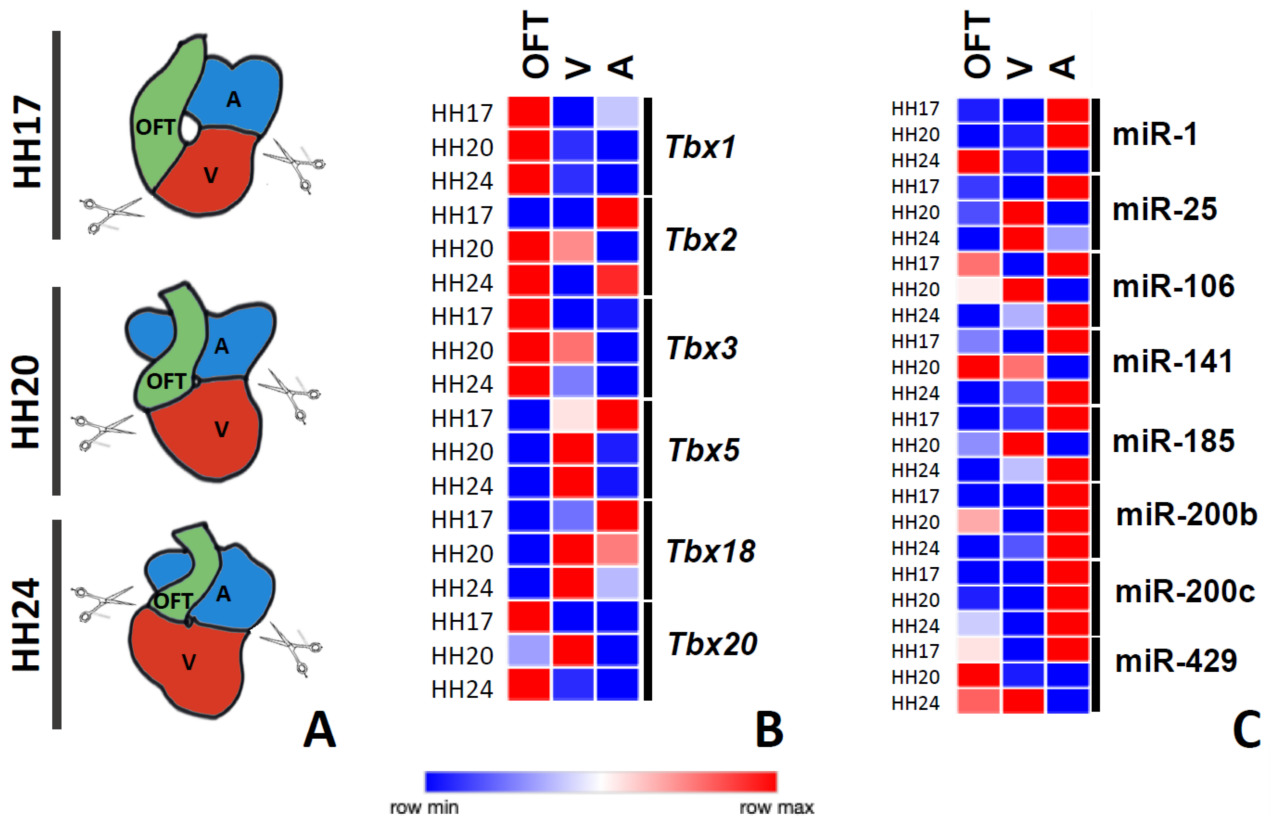 HH17
OFT
A
V
HH20
A
OFT
V
HH24
A
OFT
V
A
OFT V A
HH17
HH20
HH24
Tbx1
HH17
HH20
HH24
Tbx2
HH17
HH20
HH24
Tbx3
HH17
HH20
HH24
Tbx5
HH17
HH20
HH24
Tbx18
HH17
HH20
HH24
Tbx20
B
OFT V A
HH17
HH20
HH24
miR-1
HH17
HH20
HH24
miR-25
HH17
HH20
HH24
miR-106
HH17
HH20
HH24
miR-141
HH17
HH20
HH24
miR-185
HH17
HH20
HH24
miR-200b
HH17
HH20
HH24
miR-200c
HH17
HH20
HH24
miR-429
C
row min row max